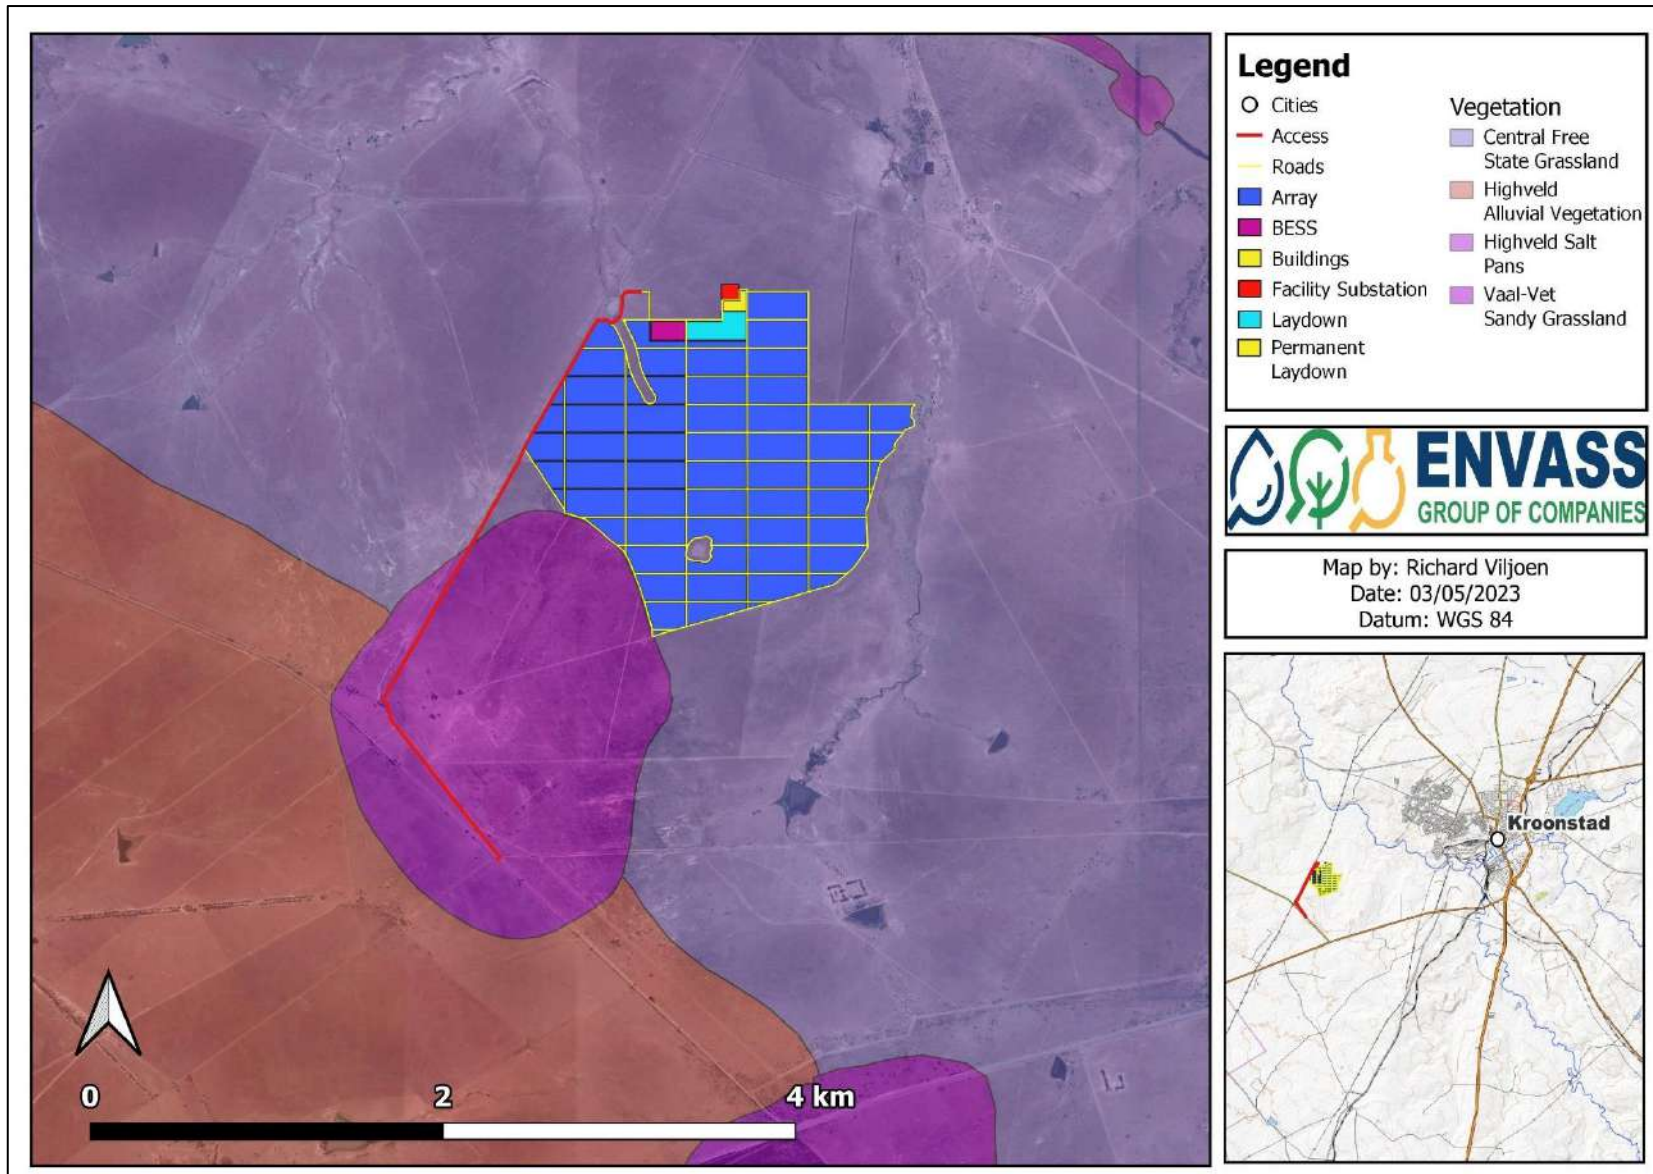 Legend
Cities
Access
Roads
Array
BESS
Buildings
Facility Substation
Laydown
Permanent
Laydown
Vegetation
Central Free
State Grassland
Highveld
Alluvial Vegetation
Highveld Salt
Pans
Vaal-Vet
Sandy Grassland
ENVASS
GROUP OF COMPANIES
Map by: Richard Viljoen
Date: 03/05/2023
Datum: WGS 84
Kroonstad
0 2 4 km